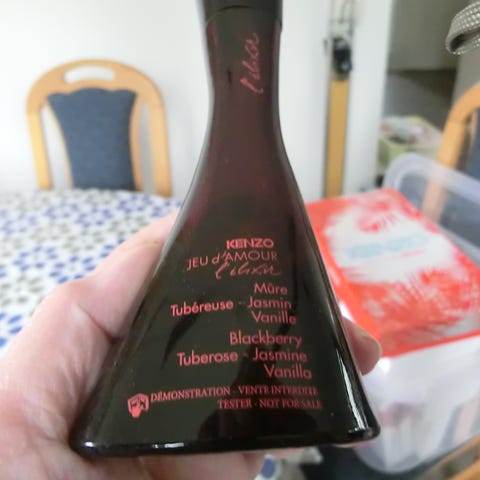 l'élixir
KENZO
JEU d'AMOUR
l'élixir
Mûre
Tubéreuse - Jasmin
Vanille
Blackberry
Tuberose - Jasmine
Vanilla
DÉMONSTRATION - VENTE INTERDITE
TESTER - NOT FOR SALE